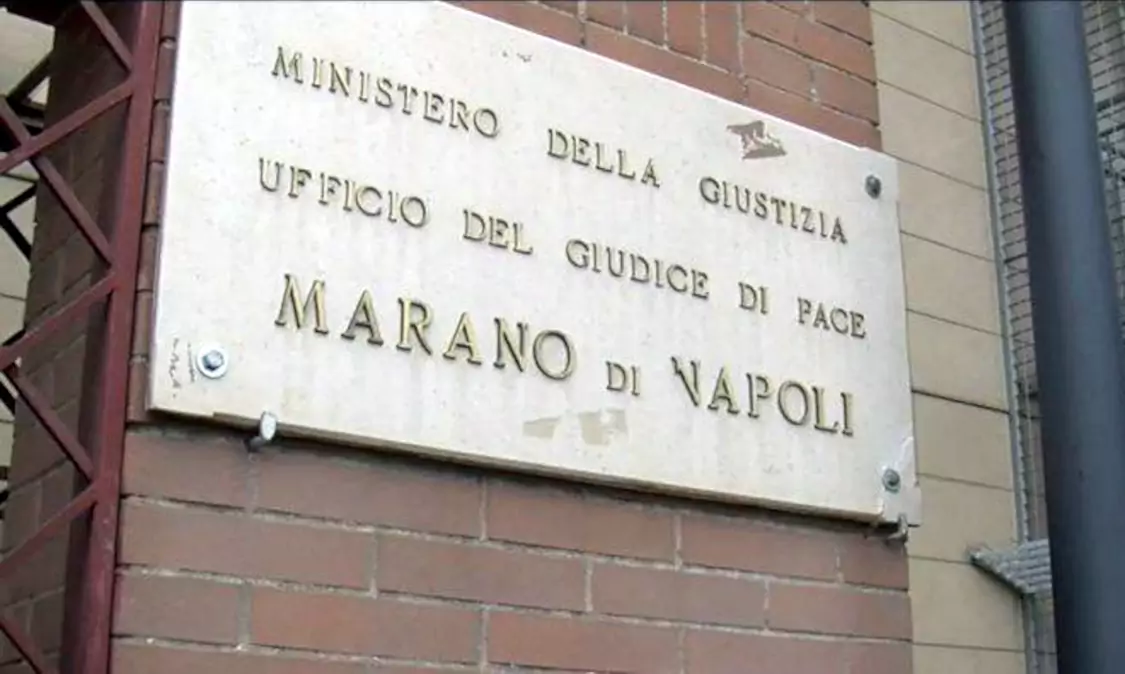 MINISTERO DELLA GIUSTIZIA
UFFICIO DEL GIUDICE DI PACE
MARANO DI NAPOLI